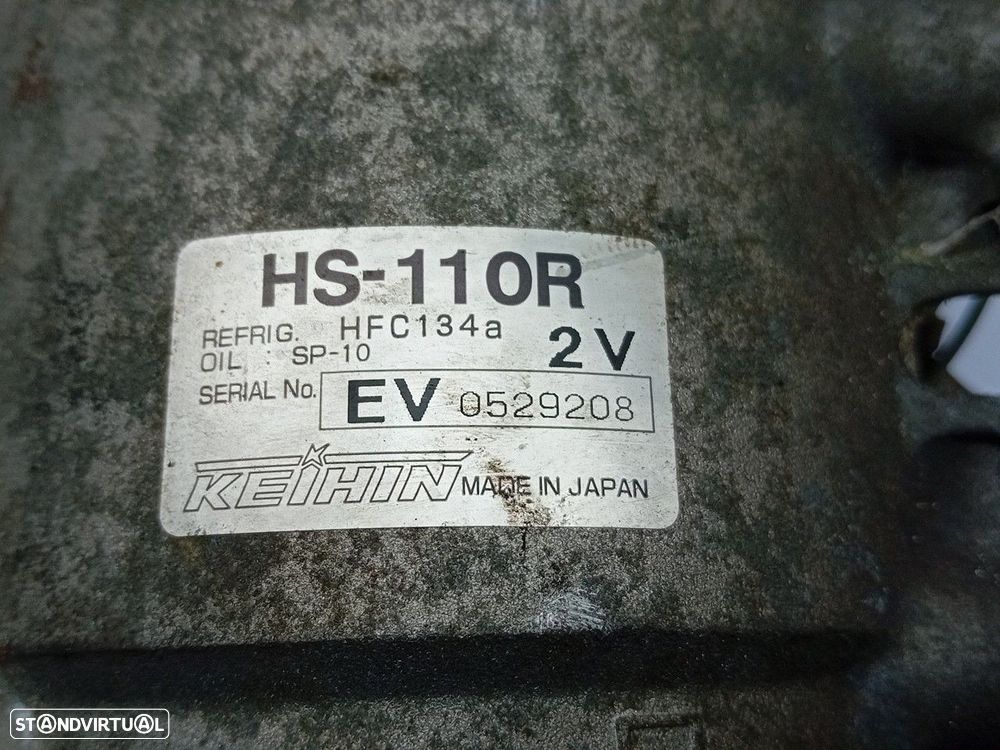 HS-110R
REFRIG. HFC134a
OIL : SP-10 2V
SERIAL No. EV 0529208
KEIHIN MADE IN JAPAN
STANDVIRTUAL